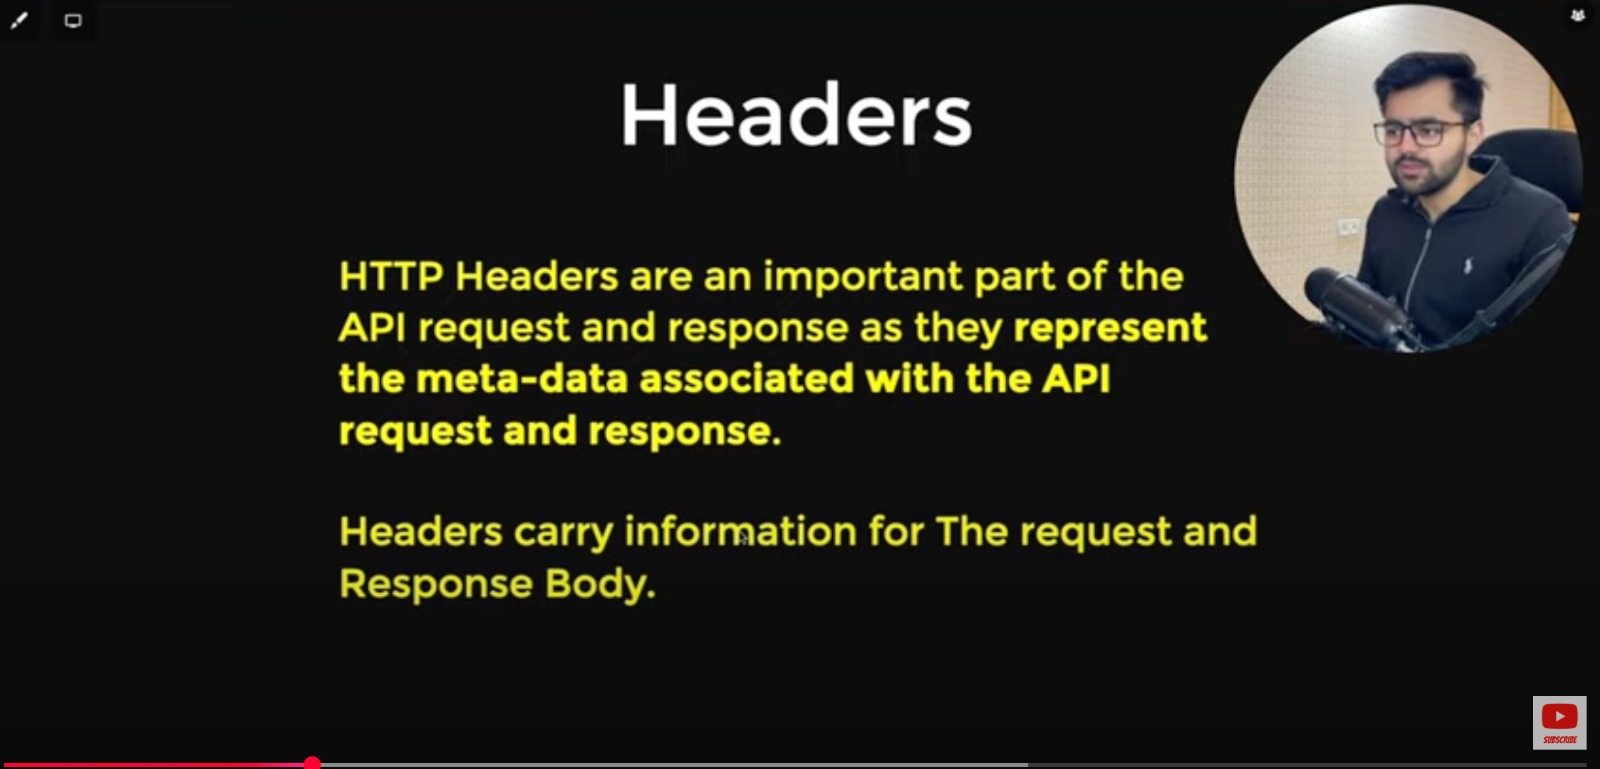 Headers
HTTP Headers are an important part of the
API request and response as they represent
the meta-data associated with the API
request and response.
Headers carry information for The request and
Response Body.
SUBSCRIBE